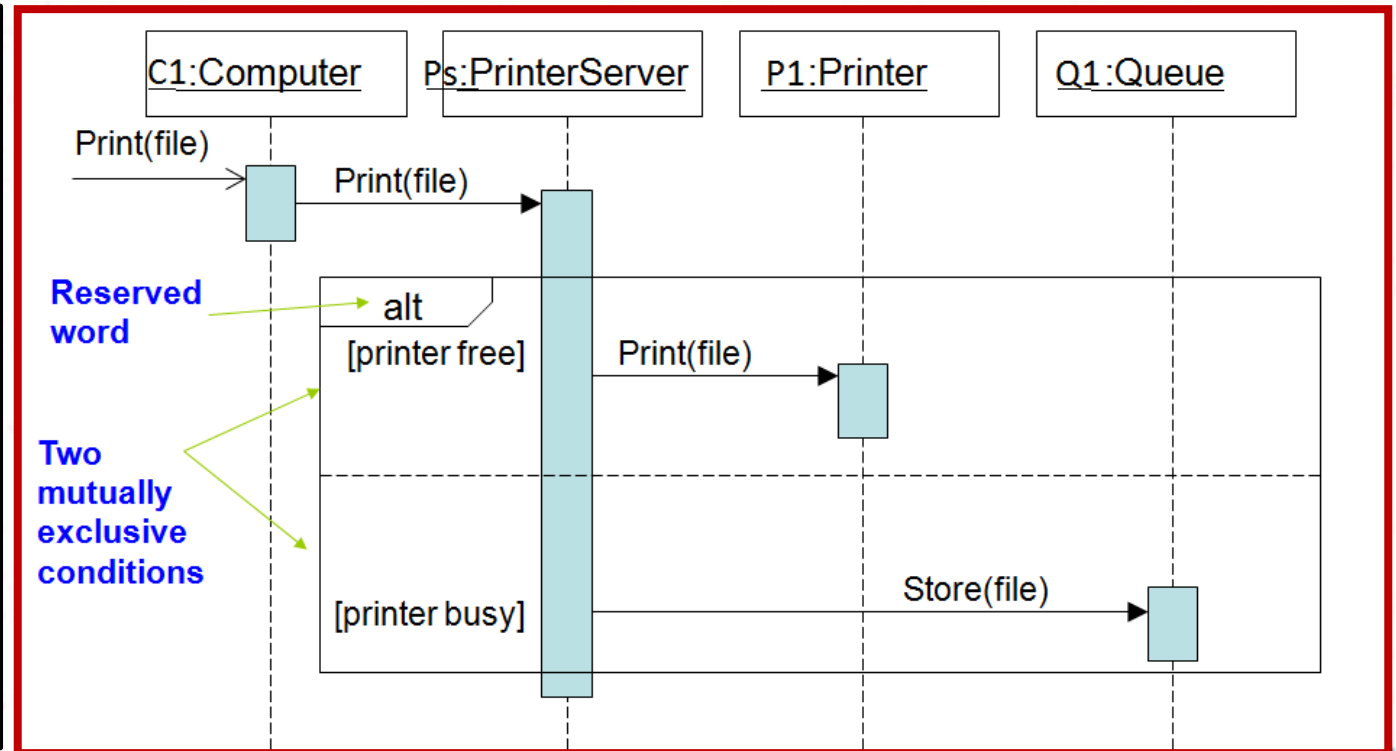 C1:Computer
Ps:PrinterServer
P1:Printer
Q1:Queue
Print(file)
Print(file)
Reserved
word
alt
[printer free]
Print(file)
Two
mutually
exclusive
conditions
Store(file)
[printer busy]